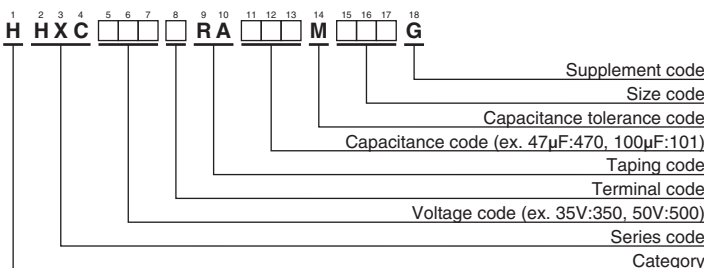 1 2 3 4 5 6 7 8 9 10 11 12 13 14 15 16 17 18
H HXC RA M G
Supplement code
Size code
Capacitance tolerance code
Capacitance code (ex. 47µF:470, 100µF:101)
Taping code
Terminal code
Voltage code (ex. 35V:350, 50V:500)
Series code
Category